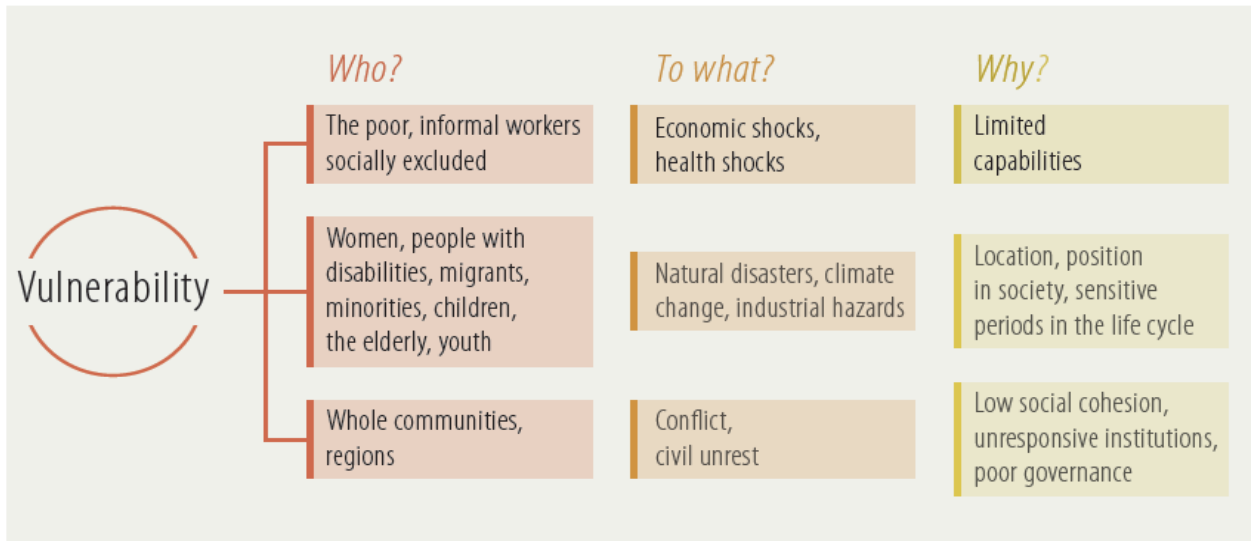 Who?
To what?
Why?
The poor, informal workers
socially excluded
Economic shocks,
health shocks
Limited
capabilities
Vulnerability
Women, people with
disabilities, migrants,
minorities, children,
the elderly, youth
Natural disasters, climate
change, industrial hazards
Location, position
in society, sensitive
periods in the life cycle
Whole communities,
regions
Conflict,
civil unrest
Low social cohesion,
unresponsive institutions,
poor governance